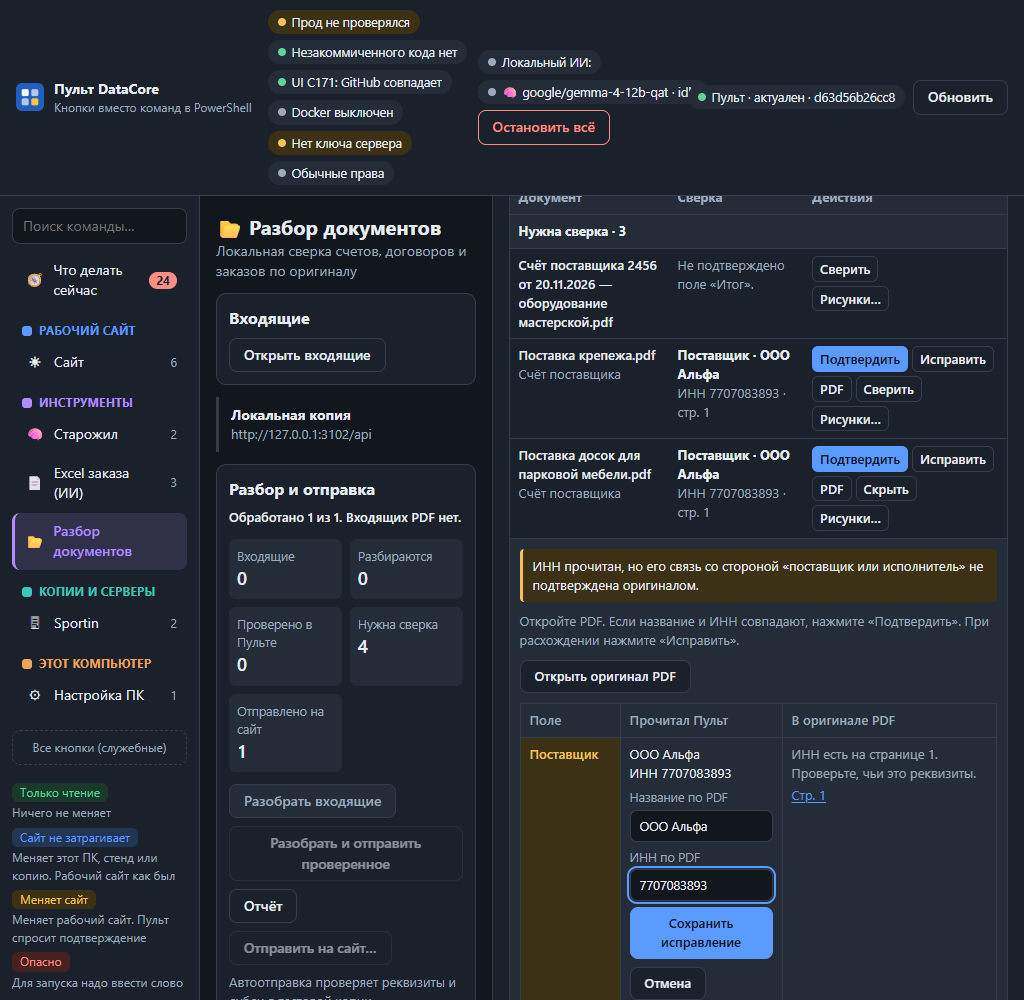 Пульт DataCore
Кнопки вместо команд в PowerShell
Прод не проверялся
Незакоммиченного кода нет
UI C171: GitHub совпадает
Docker выключен
Нет ключа сервера
Обычные права
Локальный ИИ:
google/gemma-4-12b-qat ·
Остановить всё
Пульт · актуален · d63d56b26cc8
Обновить
Поиск команды...
Что делать
сейчас
24
РАБОЧИЙ САЙТ
Сайт 6
ИНСТРУМЕНТЫ
Старожил 2
Excel заказа
(ИИ)
3
Разбор
документов
КОПИИ И СЕРВЕРЫ
Sportin 2
ЭТОТ КОМПЬЮТЕР
Настройка ПК 1
Все кнопки (служебные)
Только чтение
Ничего не меняет
Сайт не затрагивает
Меняет этот ПК, стенд или
копию. Рабочий сайт как был
Меняет сайт
Меняет рабочий сайт. Пульт
спросит подтверждение
Опасно
Для запуска надо ввести слово
Разбор документов
Локальная сверка счетов, договоров и
заказов по оригиналу
Входящие
Открыть входящие
Локальная копия
http://127.0.0.1:3102/api
Разбор и отправка
Обработано 1 из 1. Входящих PDF нет.
Входящие
0
Разбираются
0
Проверено в
Пульте
0
Нужна сверка
4
Отправлено на
сайт
1
Разобрать входящие
Разобрать и отправить
проверенное
Отчёт
Отправить на сайт...
Автоотправка проверяет реквизиты и
Документ Сверка Действия
Нужна сверка · 3
Счёт поставщика 2456
от 20.11.2026 —
оборудование
мастерской.pdf
Не подтверждено
поле «Итог».
Сверить
Рисунки...
Поставка крепежа.pdf
Счёт поставщика
Поставщик · ООО
Альфа
ИНН 7707083893 ·
стр. 1
Подтвердить Исправить
PDF Сверить
Рисунки...
Поставка досок для
парковой мебели.pdf
Счёт поставщика
Поставщик · ООО
Альфа
ИНН 7707083893 ·
стр. 1
Подтвердить Исправить
PDF Скрыть
Рисунки...
ИНН прочитан, но его связь со стороной «поставщик или исполнитель» не
подтверждена оригиналом.
Откройте PDF. Если название и ИНН совпадают, нажмите «Подтвердить». При
расхождении нажмите «Исправить».
Открыть оригинал PDF
Поле Прочитал Пульт В оригинале PDF
Поставщик
ООО Альфа
ИНН 7707083893
Название по PDF
ООО Альфа
ИНН по PDF
7707083893
Сохранить
исправление
Отмена
ИНН есть на странице 1.
Проверьте, чьи это реквизиты.
Стр. 1